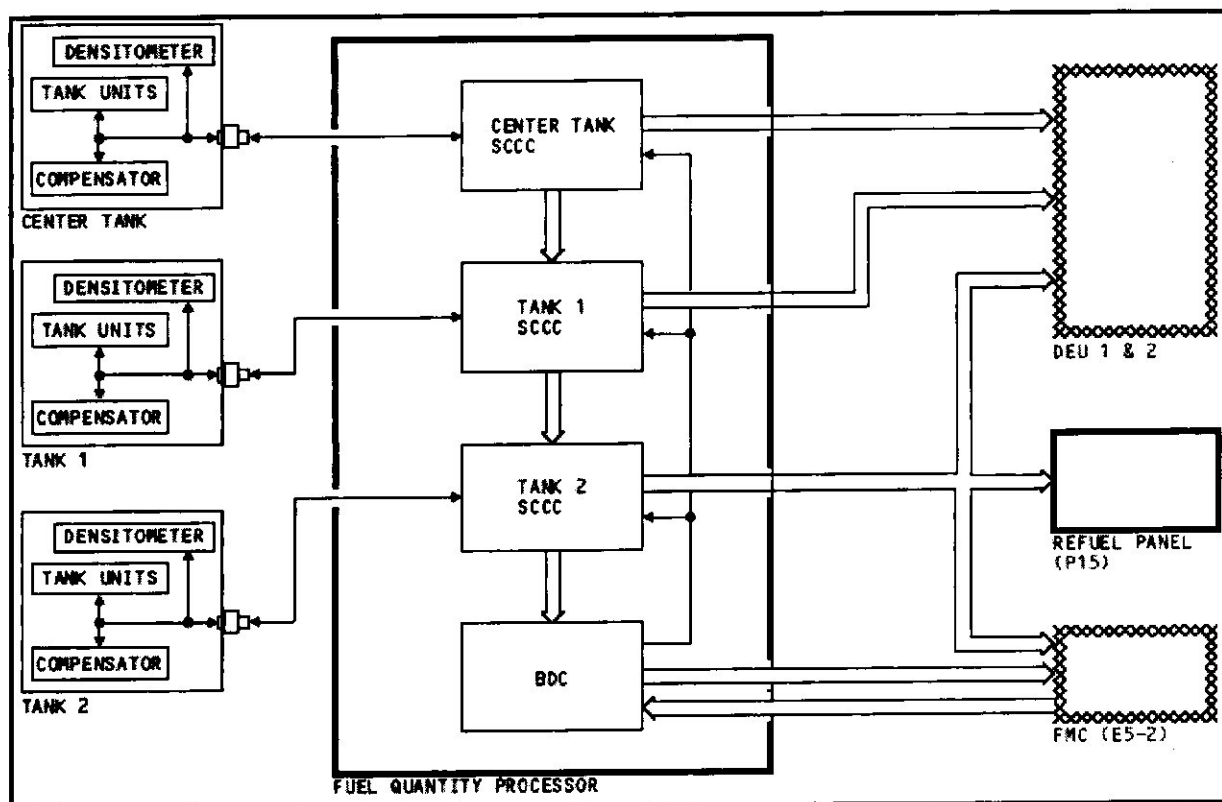 DENSITOMETER
TANK UNITS
COMPENSATOR
CENTER TANK
DENSITOMETER
TANK UNITS
COMPENSATOR
TANK 1
DENSITOMETER
TANK UNITS
COMPENSATOR
TANK 2
CENTER TANK
SCCC
TANK 1
SCCC
TANK 2
SCCC
BDC
FUEL QUANTITY PROCESSOR
DEU 1 & 2
REFUEL PANEL
(P15)
FMC (E5-2)